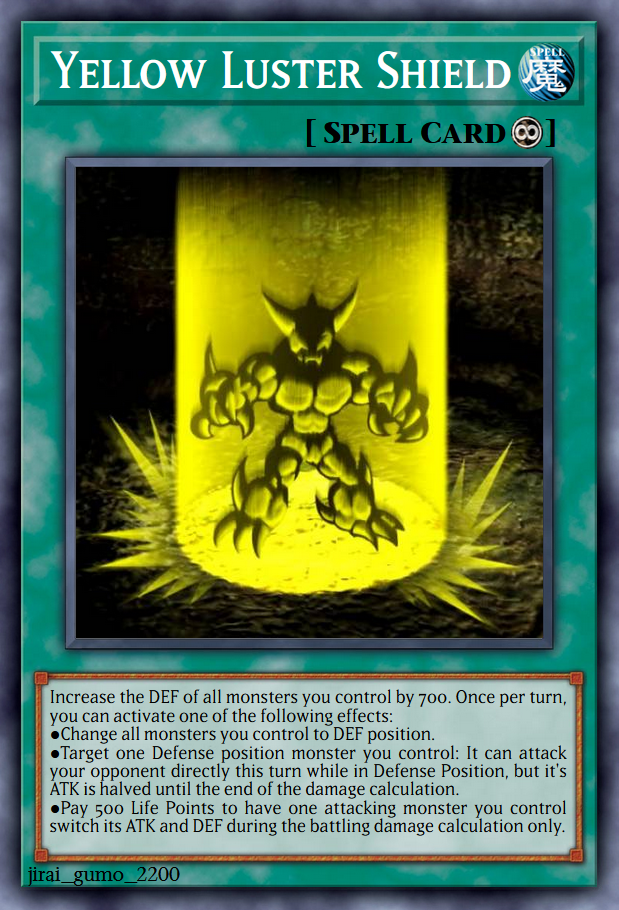 Yellow Luster Shield
SPELL
魔
[ Spell Card ]
Increase the DEF of all monsters you control by 700. Once per turn,
you can activate one of the following effects:
●Change all monsters you control to DEF position.
●Target one Defense position monster you control: It can attack
your opponent directly this turn while in Defense Position, but it's
ATK is halved until the end of the damage calculation.
●Pay 500 Life Points to have one attacking monster you control
switch its ATK and DEF during the battling damage calculation only.
jirai_gumo_2200